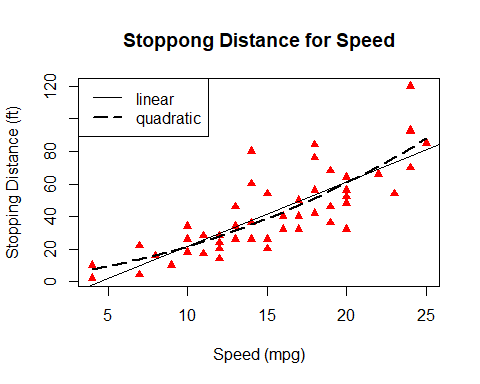 Stoppong Distance for Speed
linear
quadratic
Stopping Distance (ft)
120
80
60
40
20
0
5
10
15
20
25
Speed (mpg)